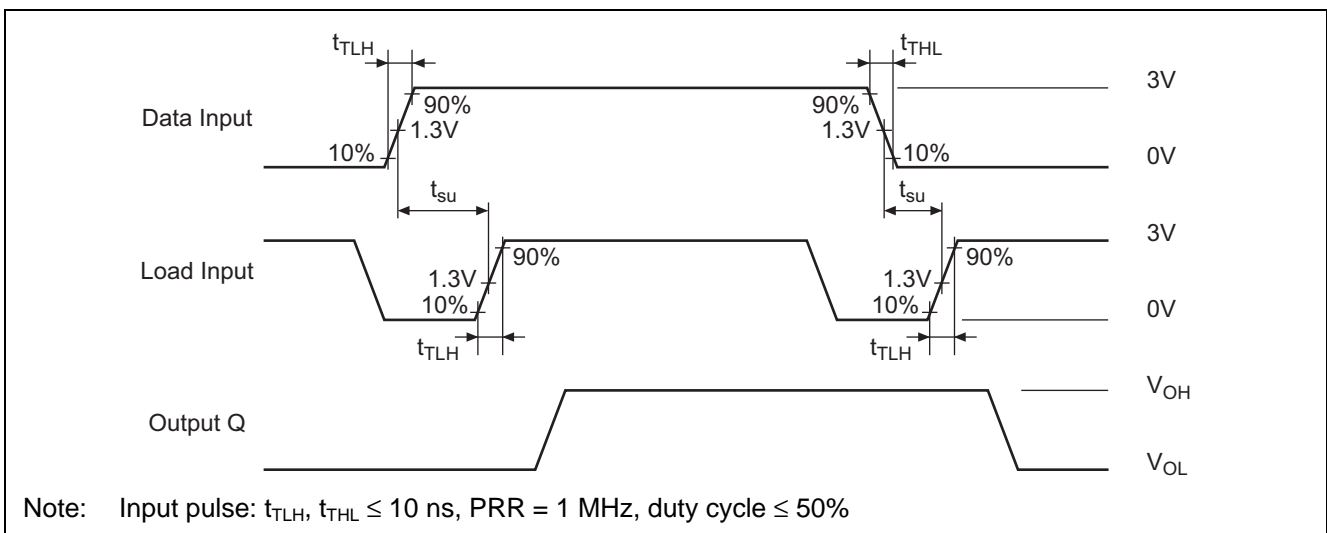 tTLH
tTHL
3V
Data Input
90%
90%
1.3V
1.3V
10%
10%
0V
tsu
tsu
3V
Load Input
90%
90%
1.3V
1.3V
10%
10%
0V
tTLH
tTLH
VOH
Output Q
VOL
Note: Input pulse: tTLH, tTHL ≤ 10 ns, PRR = 1 MHz, duty cycle ≤ 50%